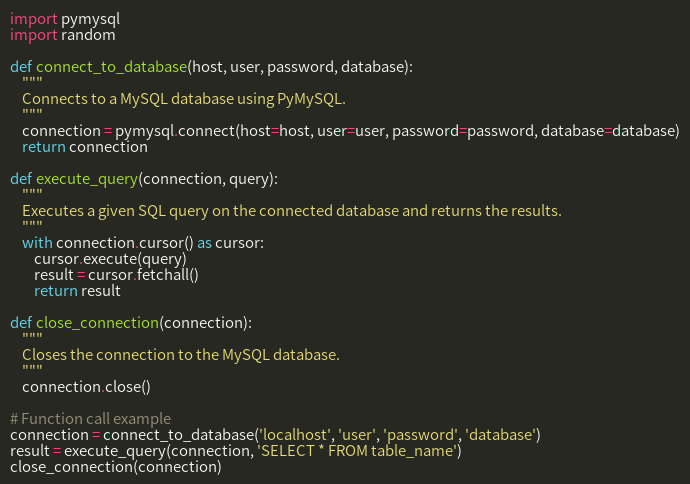 import pymysql
import random

def connect_to_database(host, user, password, database):
    """
    Connects to a MySQL database using PyMySQL.
    """
    connection = pymysql.connect(host=host, user=user, password=password, database=database)
    return connection

def execute_query(connection, query):
    """
    Executes a given SQL query on the connected database and returns the results.
    """
    with connection.cursor() as cursor:
        cursor.execute(query)
        result = cursor.fetchall()
        return result

def close_connection(connection):
    """
    Closes the connection to the MySQL database.
    """
    connection.close()

# Function call example
connection = connect_to_database('localhost', 'user', 'password', 'database')
result = execute_query(connection, 'SELECT * FROM table_name')
close_connection(connection)